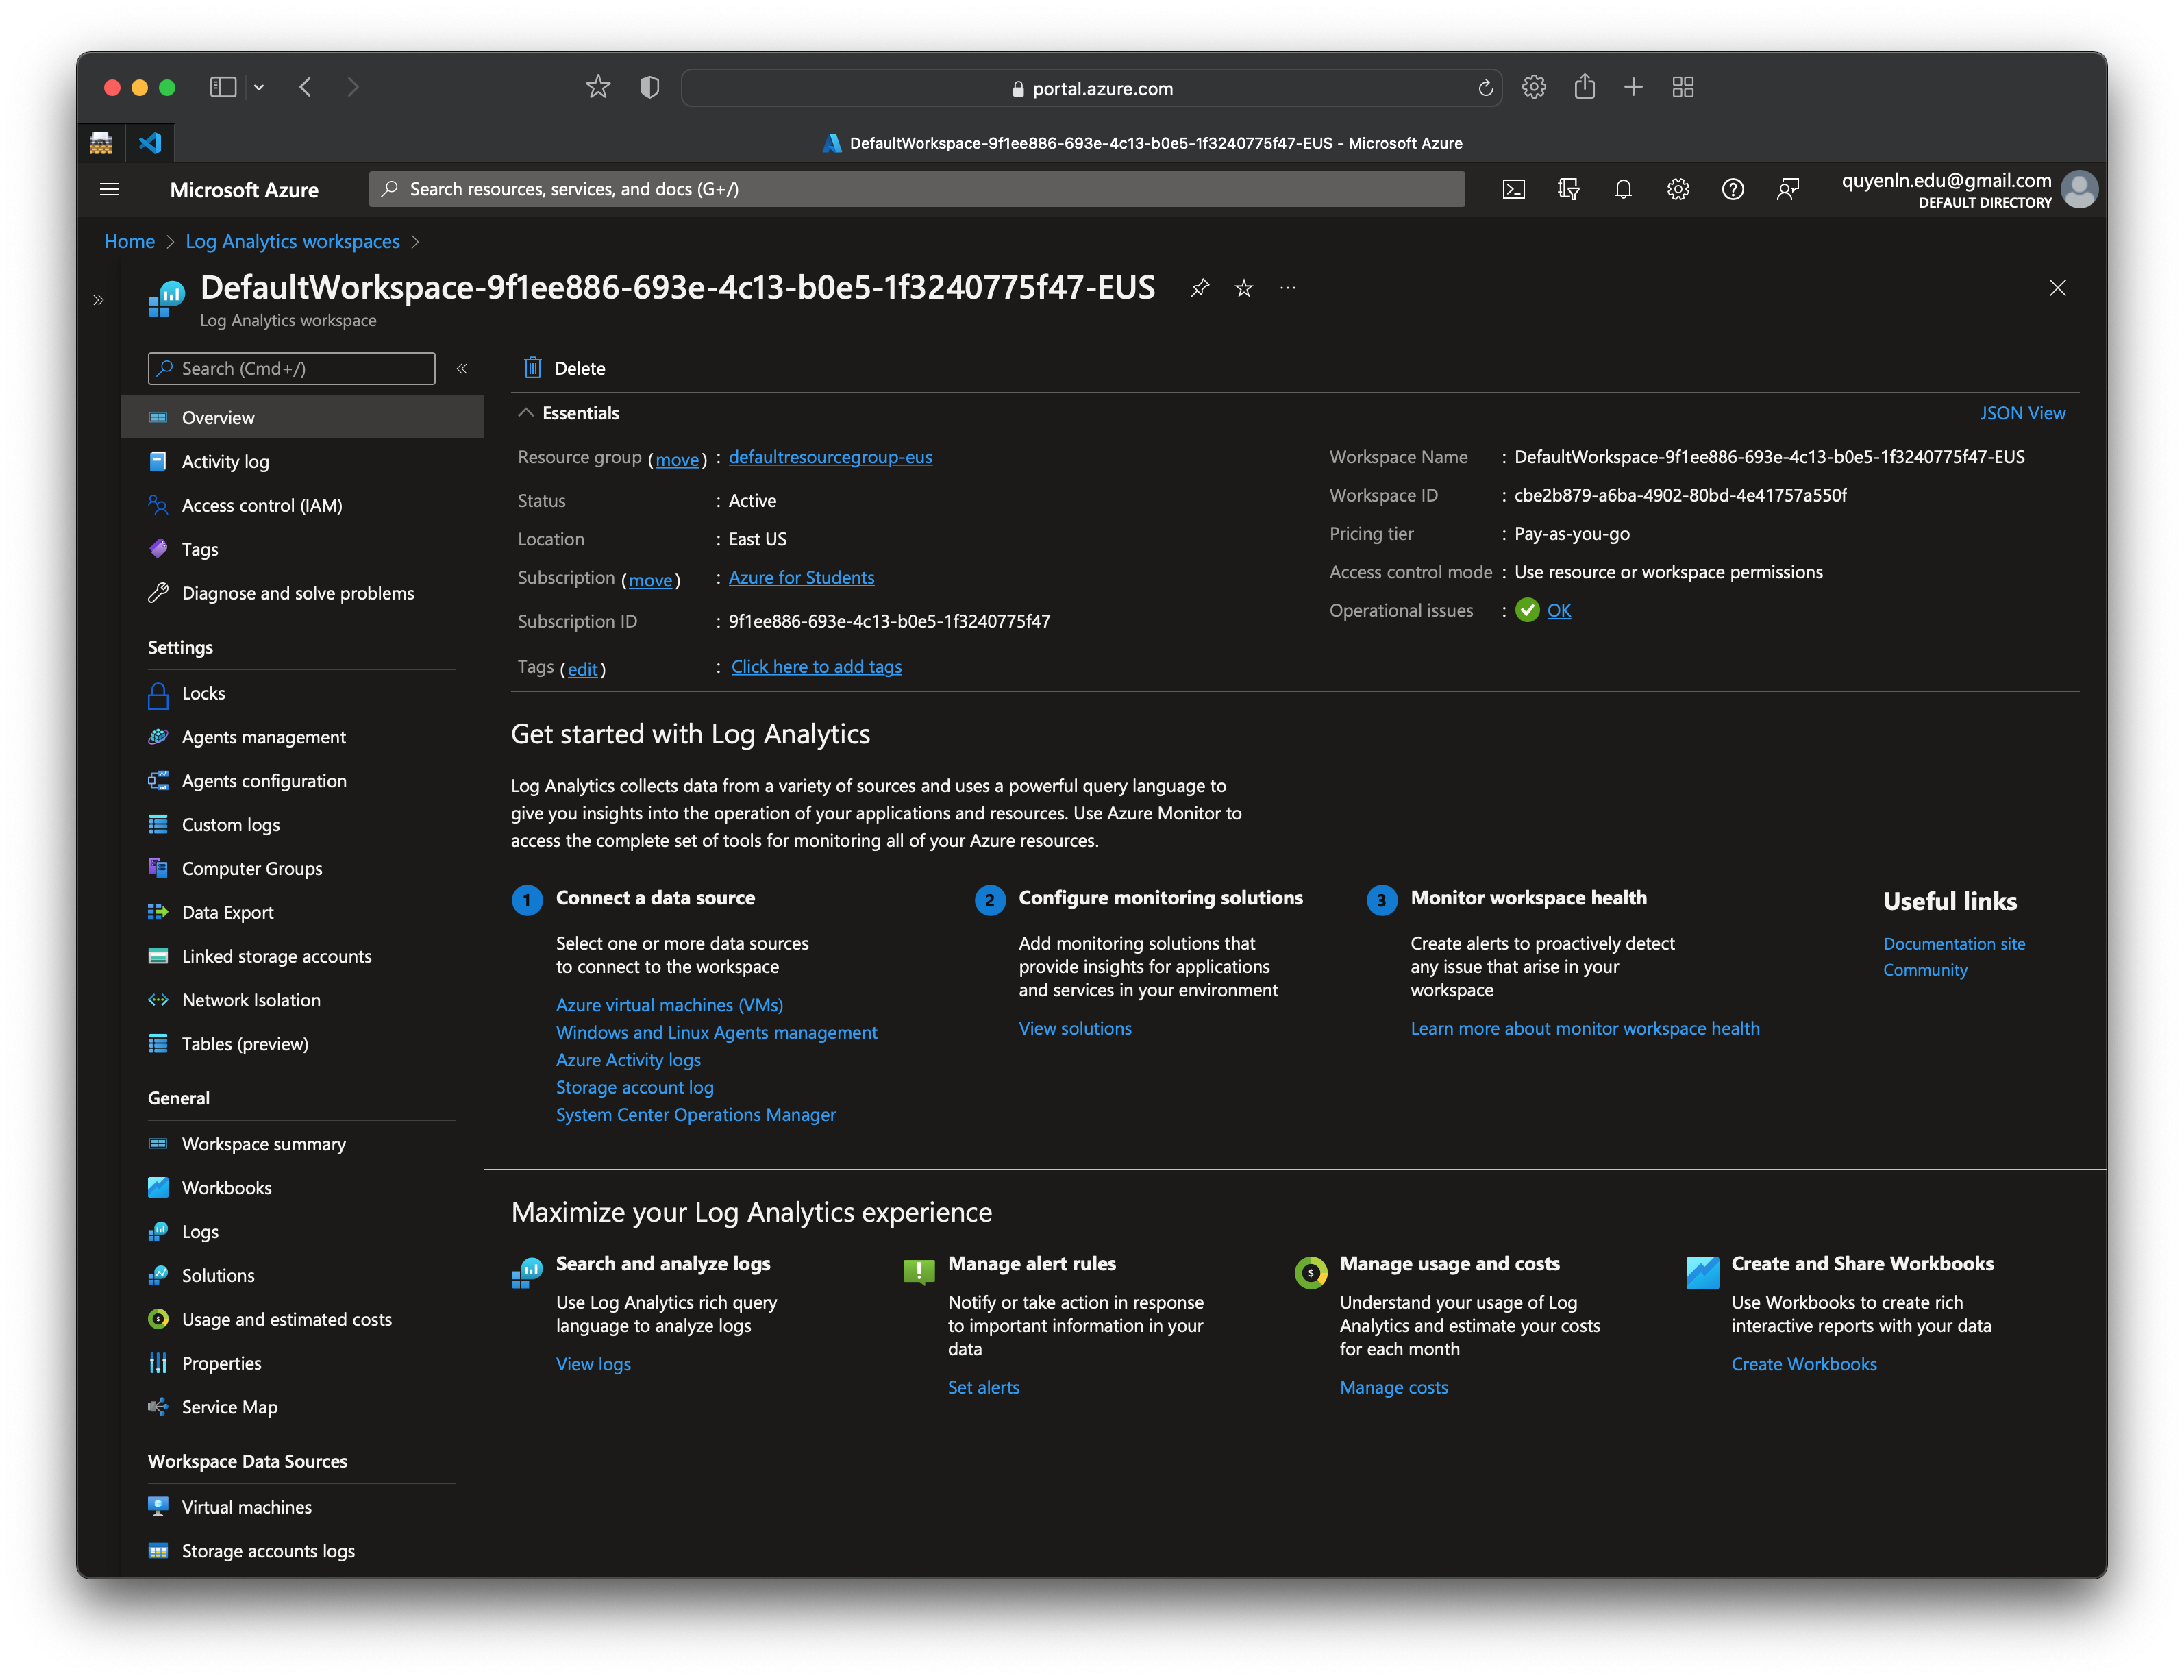 portal.azure.com
DefaultWorkspace-9f1ee886-693e-4c13-b0e5-1f3240775f47-EUS - Microsoft Azure
Microsoft Azure
Search resources, services, and docs (G+/)
quyenln.edu@gmail.com
DEFAULT DIRECTORY
Home > Log Analytics workspaces >
DefaultWorkspace-9f1ee886-693e-4c13-b0e5-1f3240775f47-EUS
Log Analytics workspace
Search (Cmd+/)
Overview
Activity log
Access control (IAM)
Tags
Diagnose and solve problems
Settings
Locks
Agents management
Agents configuration
Custom logs
Computer Groups
Data Export
Linked storage accounts
Network Isolation
Tables (preview)
General
Workspace summary
Workbooks
Logs
Solutions
Usage and estimated costs
Properties
Service Map
Workspace Data Sources
Virtual machines
Storage accounts logs
Delete
Essentials
JSON View
Resource group (move) : defaultresourcegroup-eus
Status : Active
Location : East US
Subscription (move) : Azure for Students
Subscription ID : 9f1ee886-693e-4c13-b0e5-1f3240775f47
Tags (edit) : Click here to add tags
Workspace Name : DefaultWorkspace-9f1ee886-693e-4c13-b0e5-1f3240775f47-EUS
Workspace ID : cbe2b879-a6ba-4902-80bd-4e41757a550f
Pricing tier : Pay-as-you-go
Access control mode : Use resource or workspace permissions
Operational issues : OK
Get started with Log Analytics
Log Analytics collects data from a variety of sources and uses a powerful query language to
give you insights into the operation of your applications and resources. Use Azure Monitor to
access the complete set of tools for monitoring all of your Azure resources.
1 Connect a data source
Select one or more data sources
to connect to the workspace
Azure virtual machines (VMs)
Windows and Linux Agents management
Azure Activity logs
Storage account log
System Center Operations Manager
2 Configure monitoring solutions
Add monitoring solutions that
provide insights for applications
and services in your environment
View solutions
3 Monitor workspace health
Create alerts to proactively detect
any issue that arise in your
workspace
Learn more about monitor workspace health
Useful links
Documentation site
Community
Maximize your Log Analytics experience
Search and analyze logs
Use Log Analytics rich query
language to analyze logs
View logs
Manage alert rules
Notify or take action in response
to important information in your
data
Set alerts
Manage usage and costs
Understand your usage of Log
Analytics and estimate your costs
for each month
Manage costs
Create and Share Workbooks
Use Workbooks to create rich
interactive reports with your data
Create Workbooks